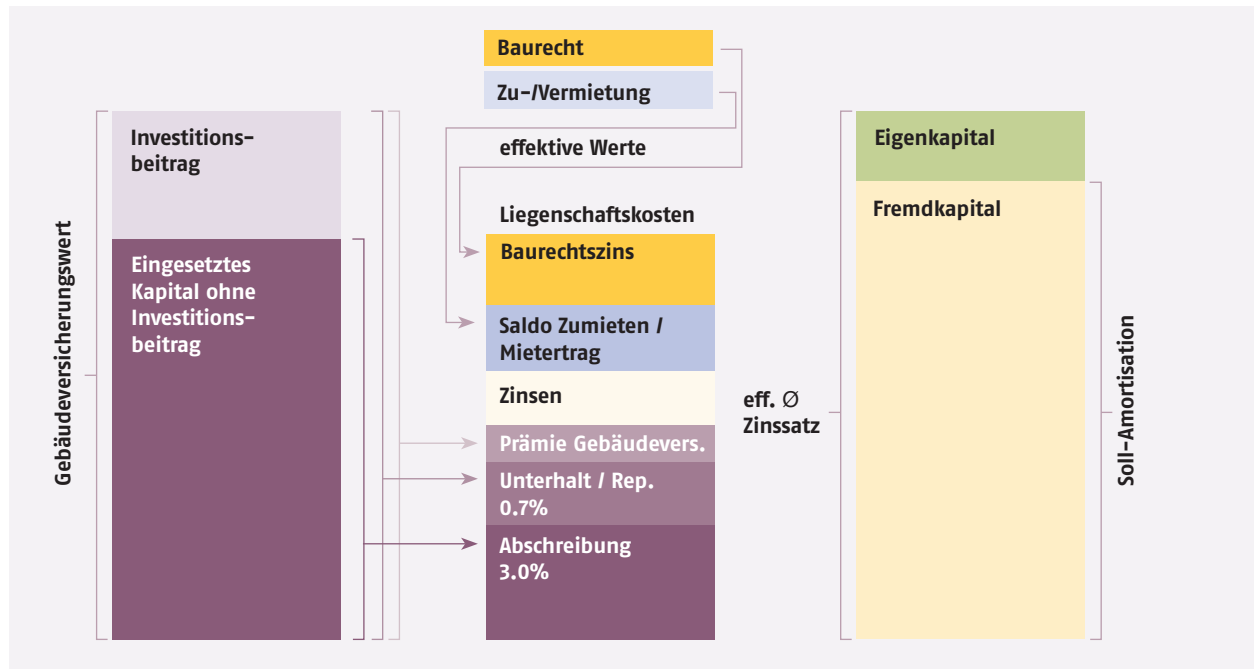 Baurecht
Zu-/Vermietung
effektive Werte
Gebäudeversicherungswert
Investitions-
beitrag
Eingesetztes
Kapital ohne
Investitions-
beitrag
Liegenschaftskosten
Baurechtszins
Saldo Zumieten /
Mietertrag
Zinsen
Prämie Gebäudevers.
Unterhalt / Rep.
0.7%
Abschreibung
3.0%
eff. Ø
Zinssatz
Eigenkapital
Fremdkapital
Soll-Amortisation